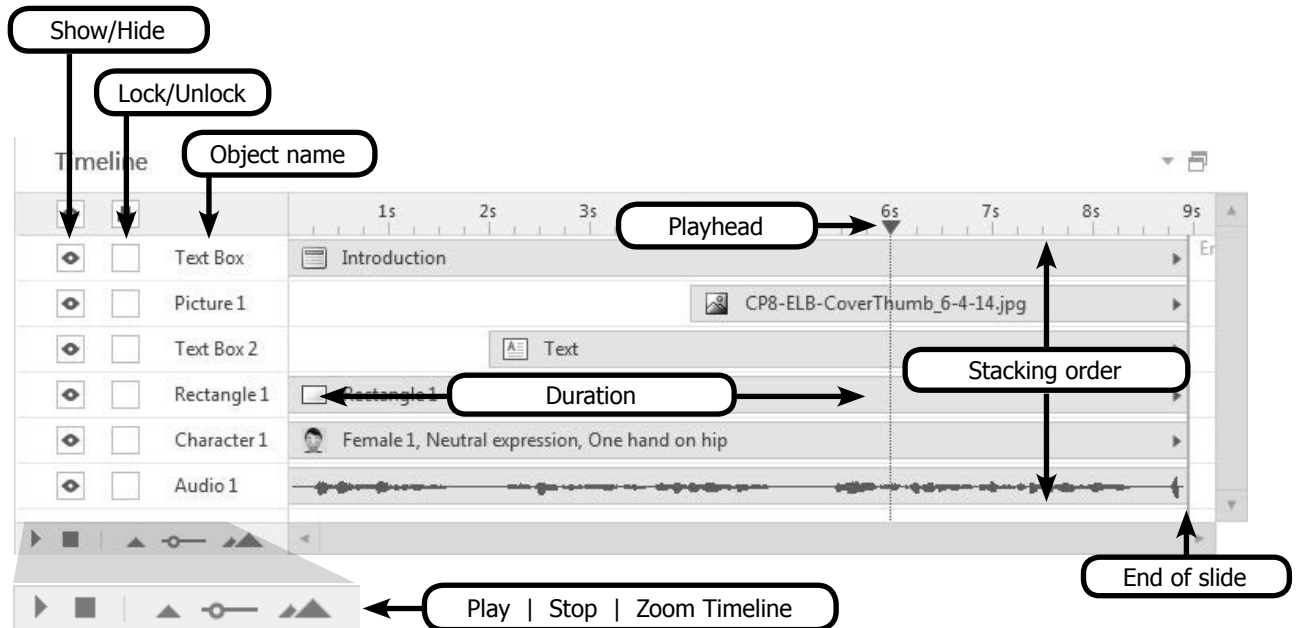 Show/Hide
Lock/Unlock
Object name
Timeline
1s 2s 3s 6s 7s 8s 9s
Playhead
Text Box Introduction
Picture 1 CP8-ELB-CoverThumb_6-4-14.jpg
Text Box 2 Text
Stacking order
Rectangle 1 Rectangle 1
Duration
Character 1 Female 1, Neutral expression, One hand on hip
Audio 1
End of slide
Play | Stop | Zoom Timeline